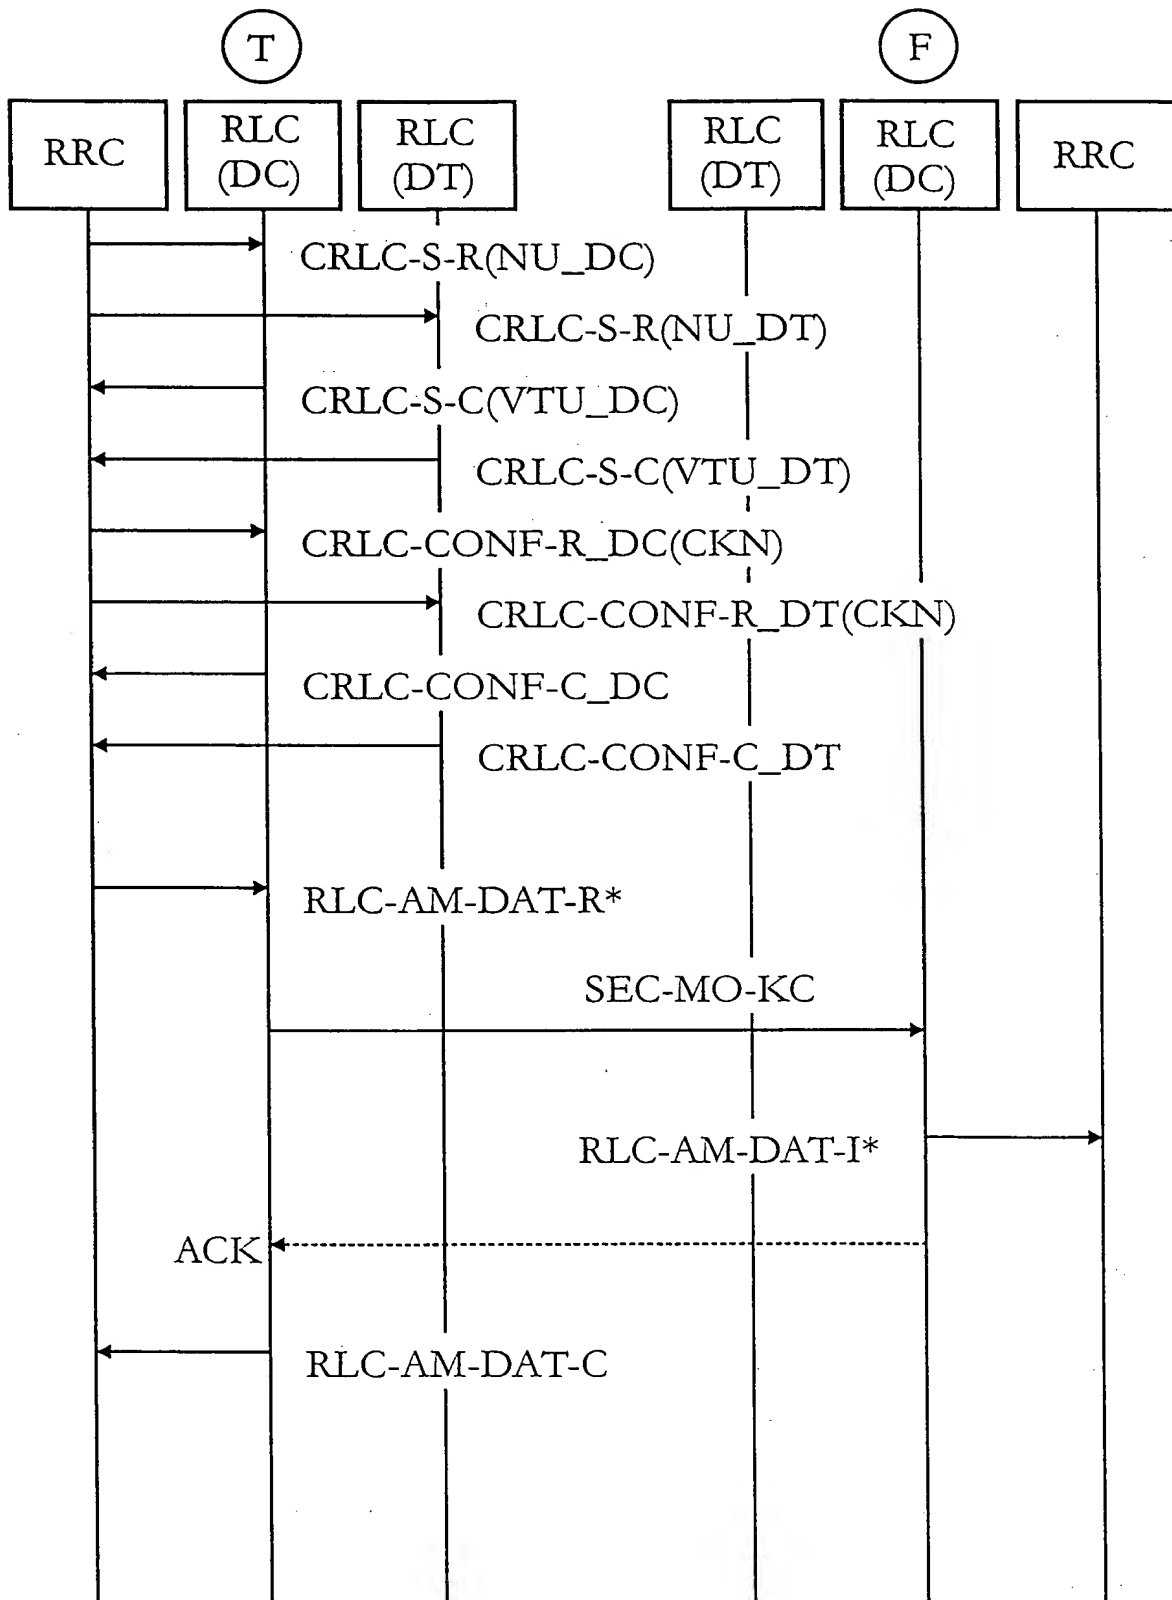 T
F
RRC
RLC
(DC)
RLC
(DT)
RLC
(DT)
RLC
(DC)
RRC
CRLC-S-R(NU_DC)
CRLC-S-R(NU_DT)
CRLC-S-C(VTU_DC)
CRLC-S-C(VTU_DT)
CRLC-CONF-R_DC(CKN)
CRLC-CONF-R_DT(CKN)
CRLC-CONF-C_DC
CRLC-CONF-C_DT
RLC-AM-DAT-R*
SEC-MO-KC
RLC-AM-DAT-I*
ACK
RLC-AM-DAT-C